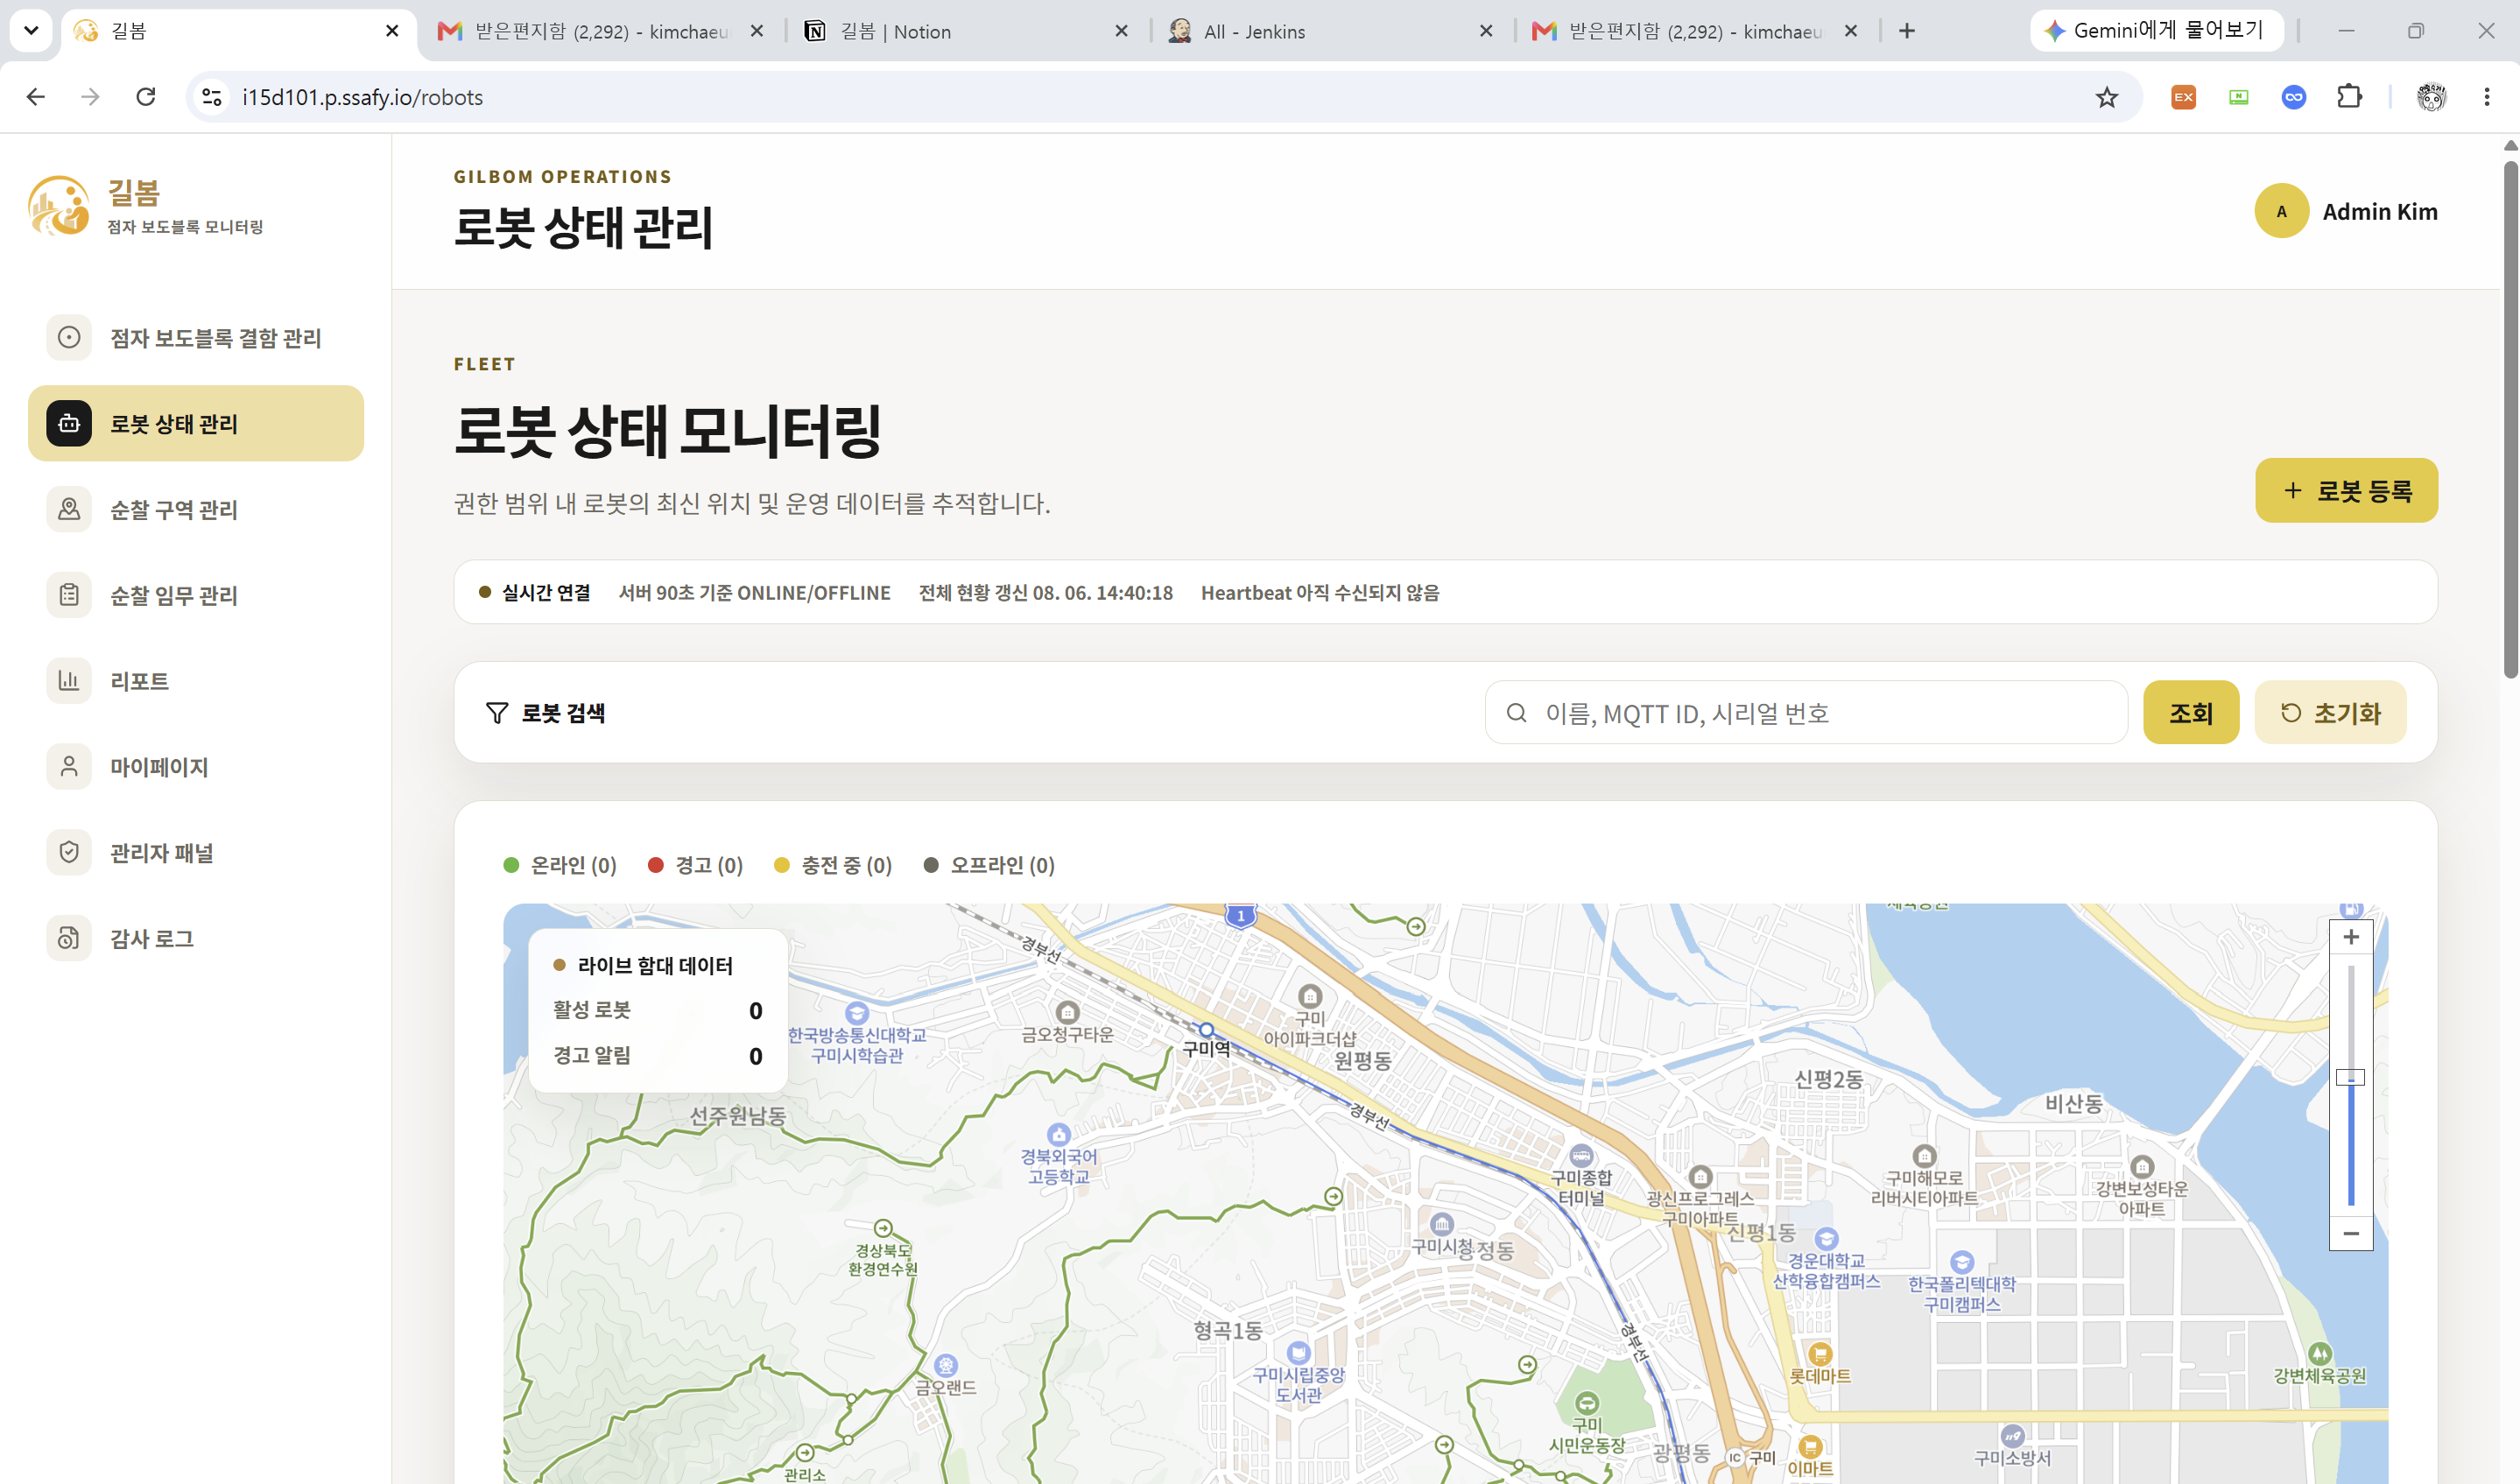 길봄
받은편지함 (2,292) - kimchaeu
길봄 | Notion
All - Jenkins
받은편지함 (2,292) - kimchaeu
Gemini에게 물어보기
i15d101.p.ssafy.io/robots
EX
N
길봄
점자 보도블록 모니터링
점자 보도블록 결함 관리
로봇 상태 관리
순찰 구역 관리
순찰 임무 관리
리포트
마이페이지
관리자 패널
감사 로그
GILBOM OPERATIONS
로봇 상태 관리
A
Admin Kim
FLEET
로봇 상태 모니터링
권한 범위 내 로봇의 최신 위치 및 운영 데이터를 추적합니다.
+ 로봇 등록
실시간 연결 서버 90초 기준 ONLINE/OFFLINE 전체 현황 갱신 08. 06. 14:40:18 Heartbeat 아직 수신되지 않음
로봇 검색
이름, MQTT ID, 시리얼 번호
조회
초기화
온라인 (0) 경고 (0) 충전 중 (0) 오프라인 (0)
라이브 함대 데이터
활성 로봇 0
경고 알림 0
1
경부선
한국방송통신대학교
구미시학습관
금오청구타운
구미역
구미
아이파크더샵
원평동
경부선
신평2동
비산동
선주원남동
경북외국어
고등학교
구미종합
터미널
광신프로그레스
구미아파트
신평1동
구미해모로
리버시티아파트
강변보성타운
아파트
경상북도
환경연수원
구미시청
경운대학교
산학융합캠퍼스
한국폴리텍대학
구미캠퍼스
형곡1동
경부선
구미시립중앙
도서관
금오랜드
롯데마트
강변체육공원
구미
시민운동장
광평동
IC 구미
이마트
구미소방서
관리소